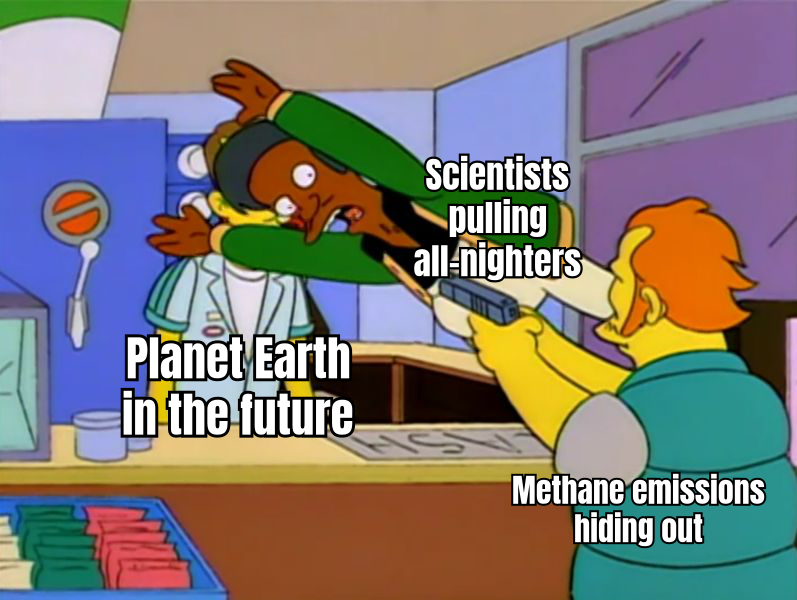 Scientists
pulling
all-nighters
Planet Earth
in the future
Methane emissions
hiding out